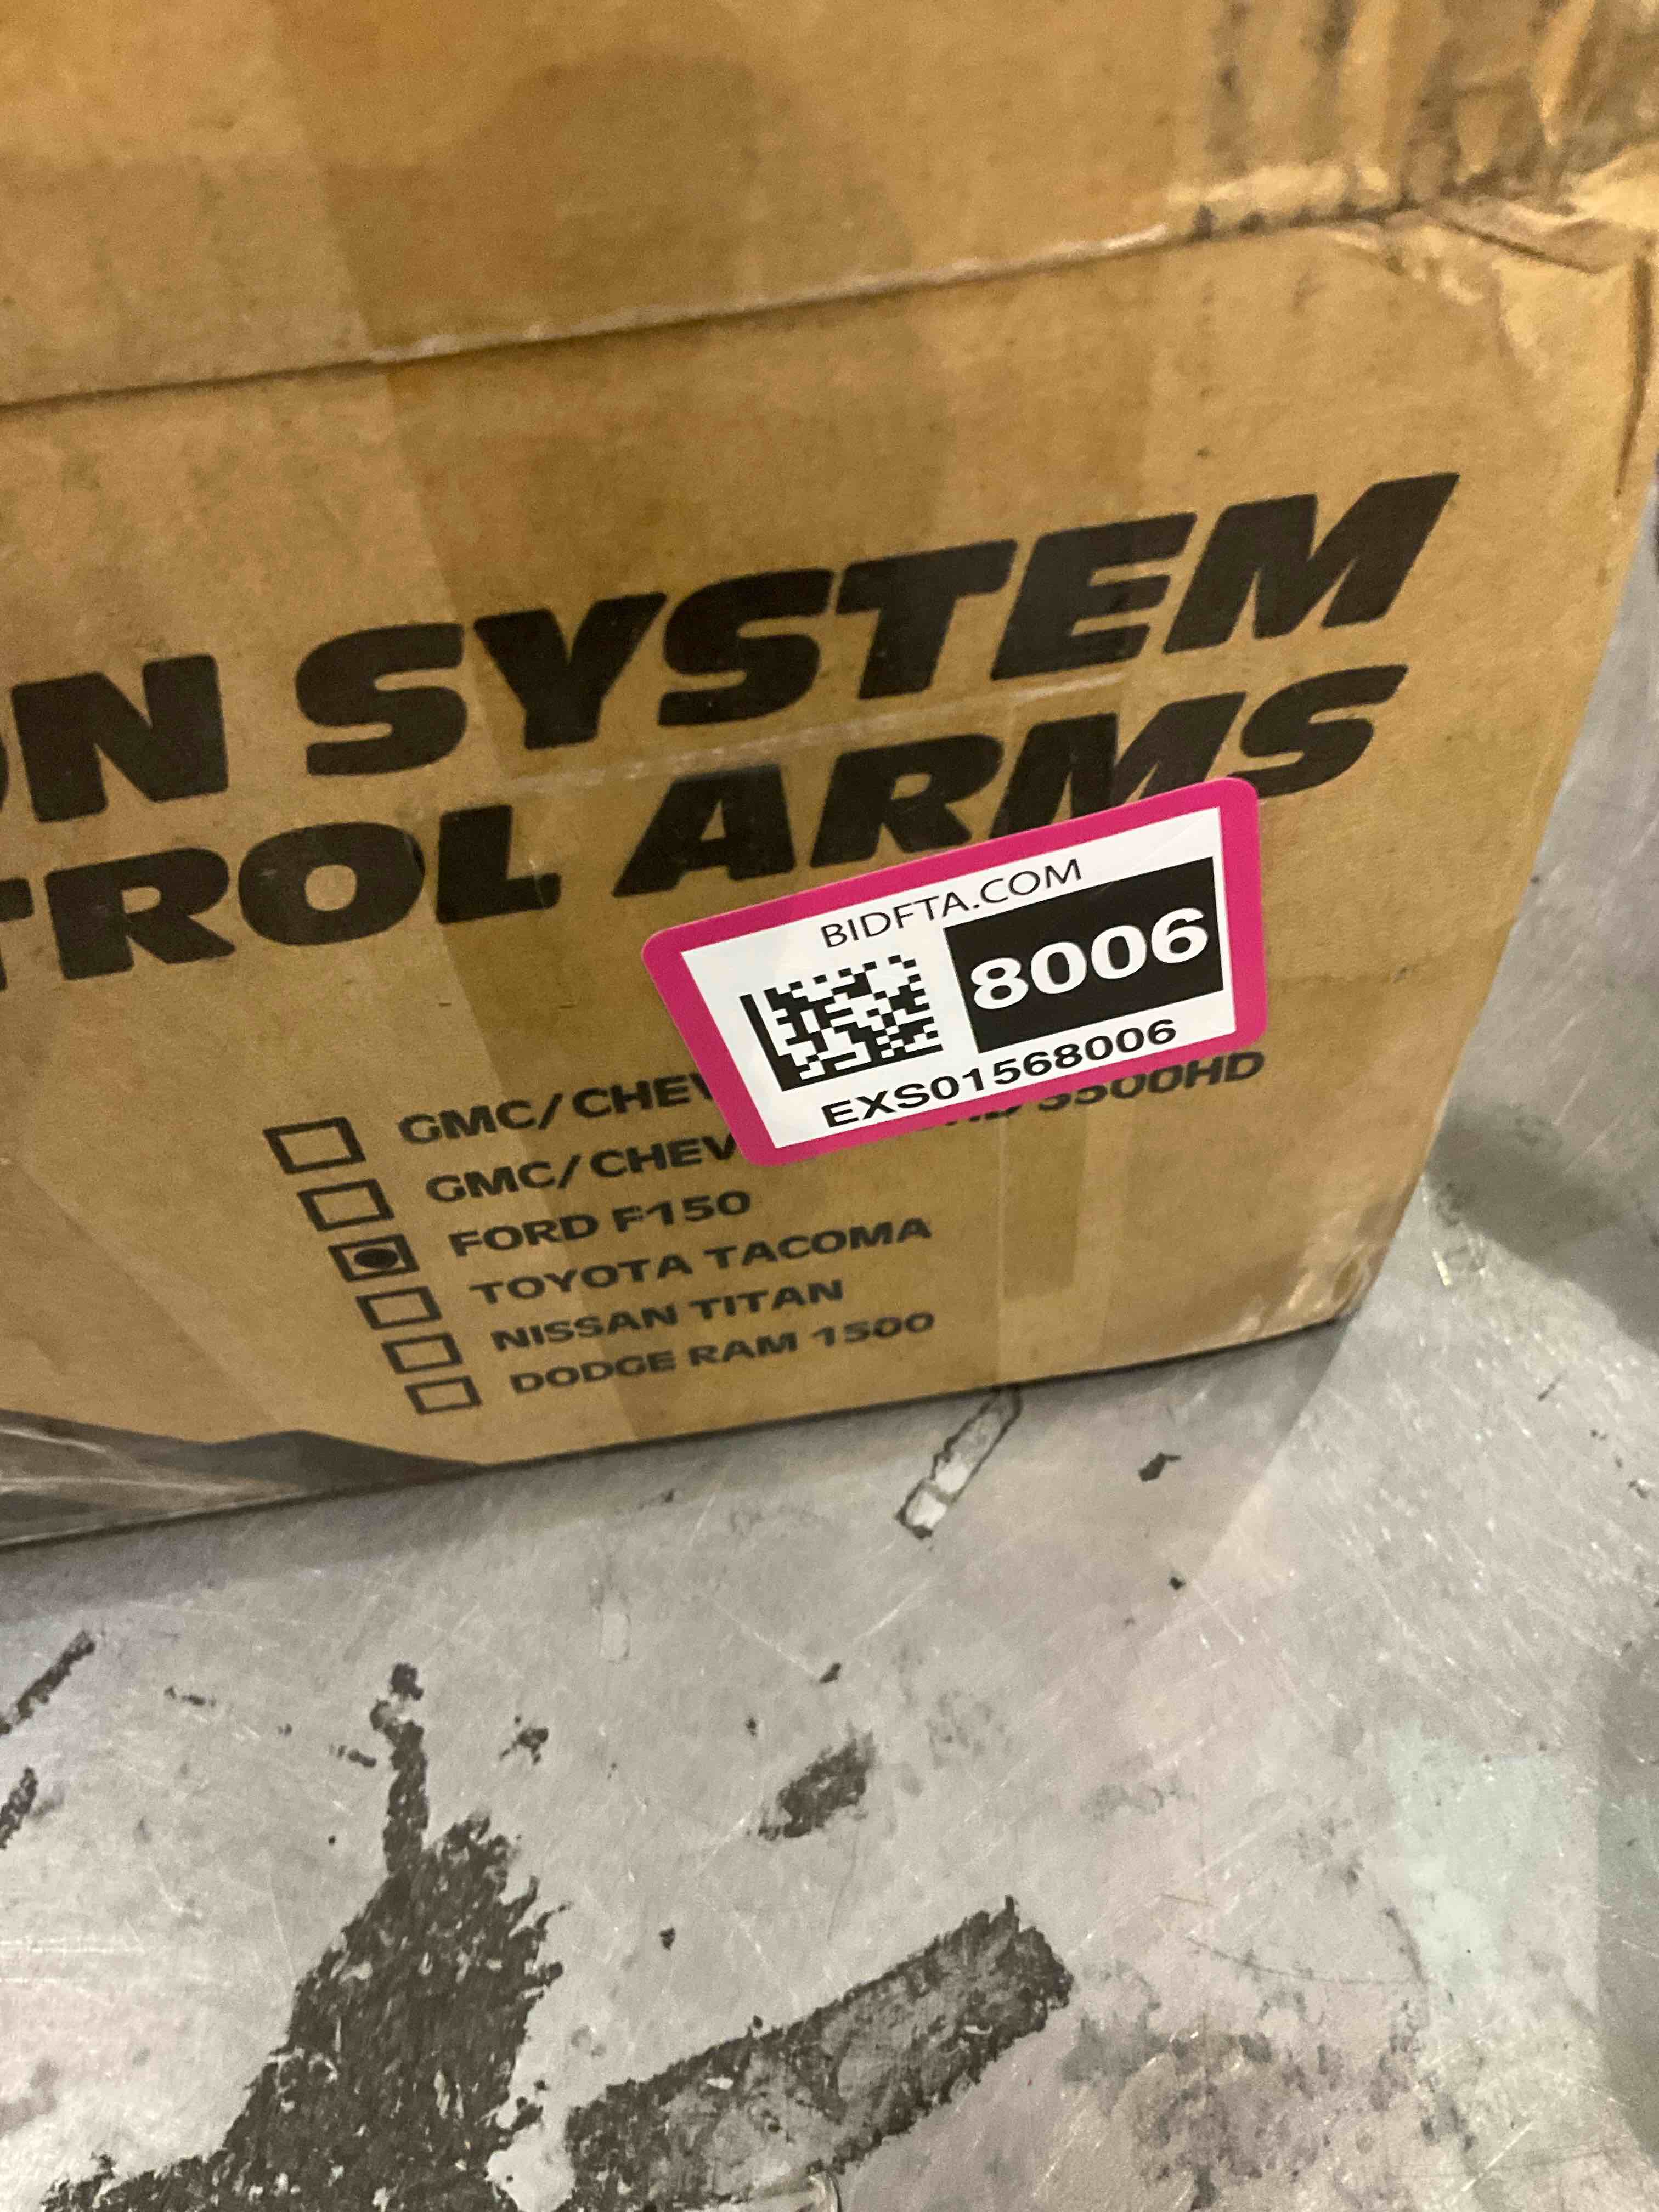 ON SYSTEM
TROL ARMS
BIDFTA.COM
8006
EXS01568006
GMC/CHEV
GMC/CHEV 3500HD
FORD F150
TOYOTA TACOMA
NISSAN TITAN
DODGE RAM 1500